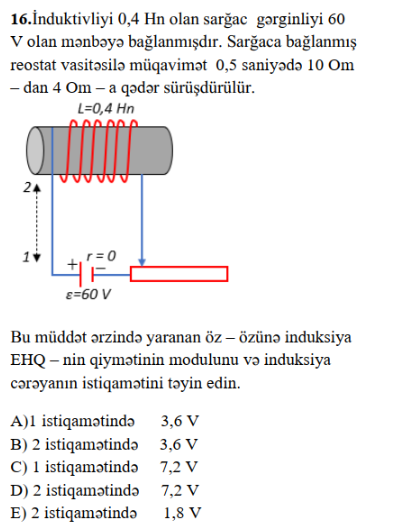 16.İnduktivliyi 0,4 Hn olan sarğac gərginliyi 60
V olan mənbəyə bağlanmışdır. Sarğaca bağlanmış
reostat vasitəsilə müqavimət 0,5 saniyədə 10 Om
– dan 4 Om – a qədər sürüşdürülür.
L=0,4 Hn
2
1
+ r = 0 –
ε=60 V
Bu müddət ərzində yaranan öz – özünə induksiya
EHQ – nin qiymətinin modulunu və induksiya
cərəyanın istiqamətini təyin edin.
A)1 istiqamətində 3,6 V
B) 2 istiqamətində 3,6 V
C) 1 istiqamətində 7,2 V
D) 2 istiqamətində 7,2 V
E) 2 istiqamətində 1,8 V